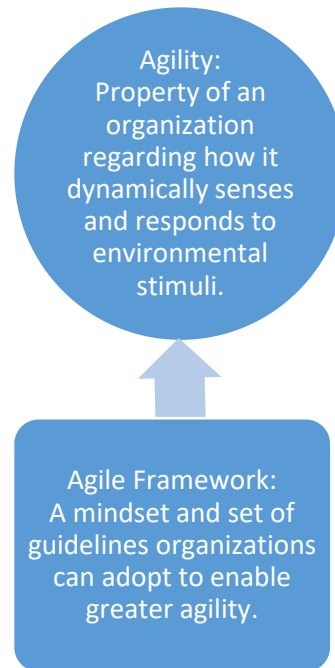 Agility:
Property of an
organization
regarding how it
dynamically senses
and responds to
environmental
stimuli.
Agile Framework:
A mindset and set of
guidelines organizations
can adopt to enable
greater agility.